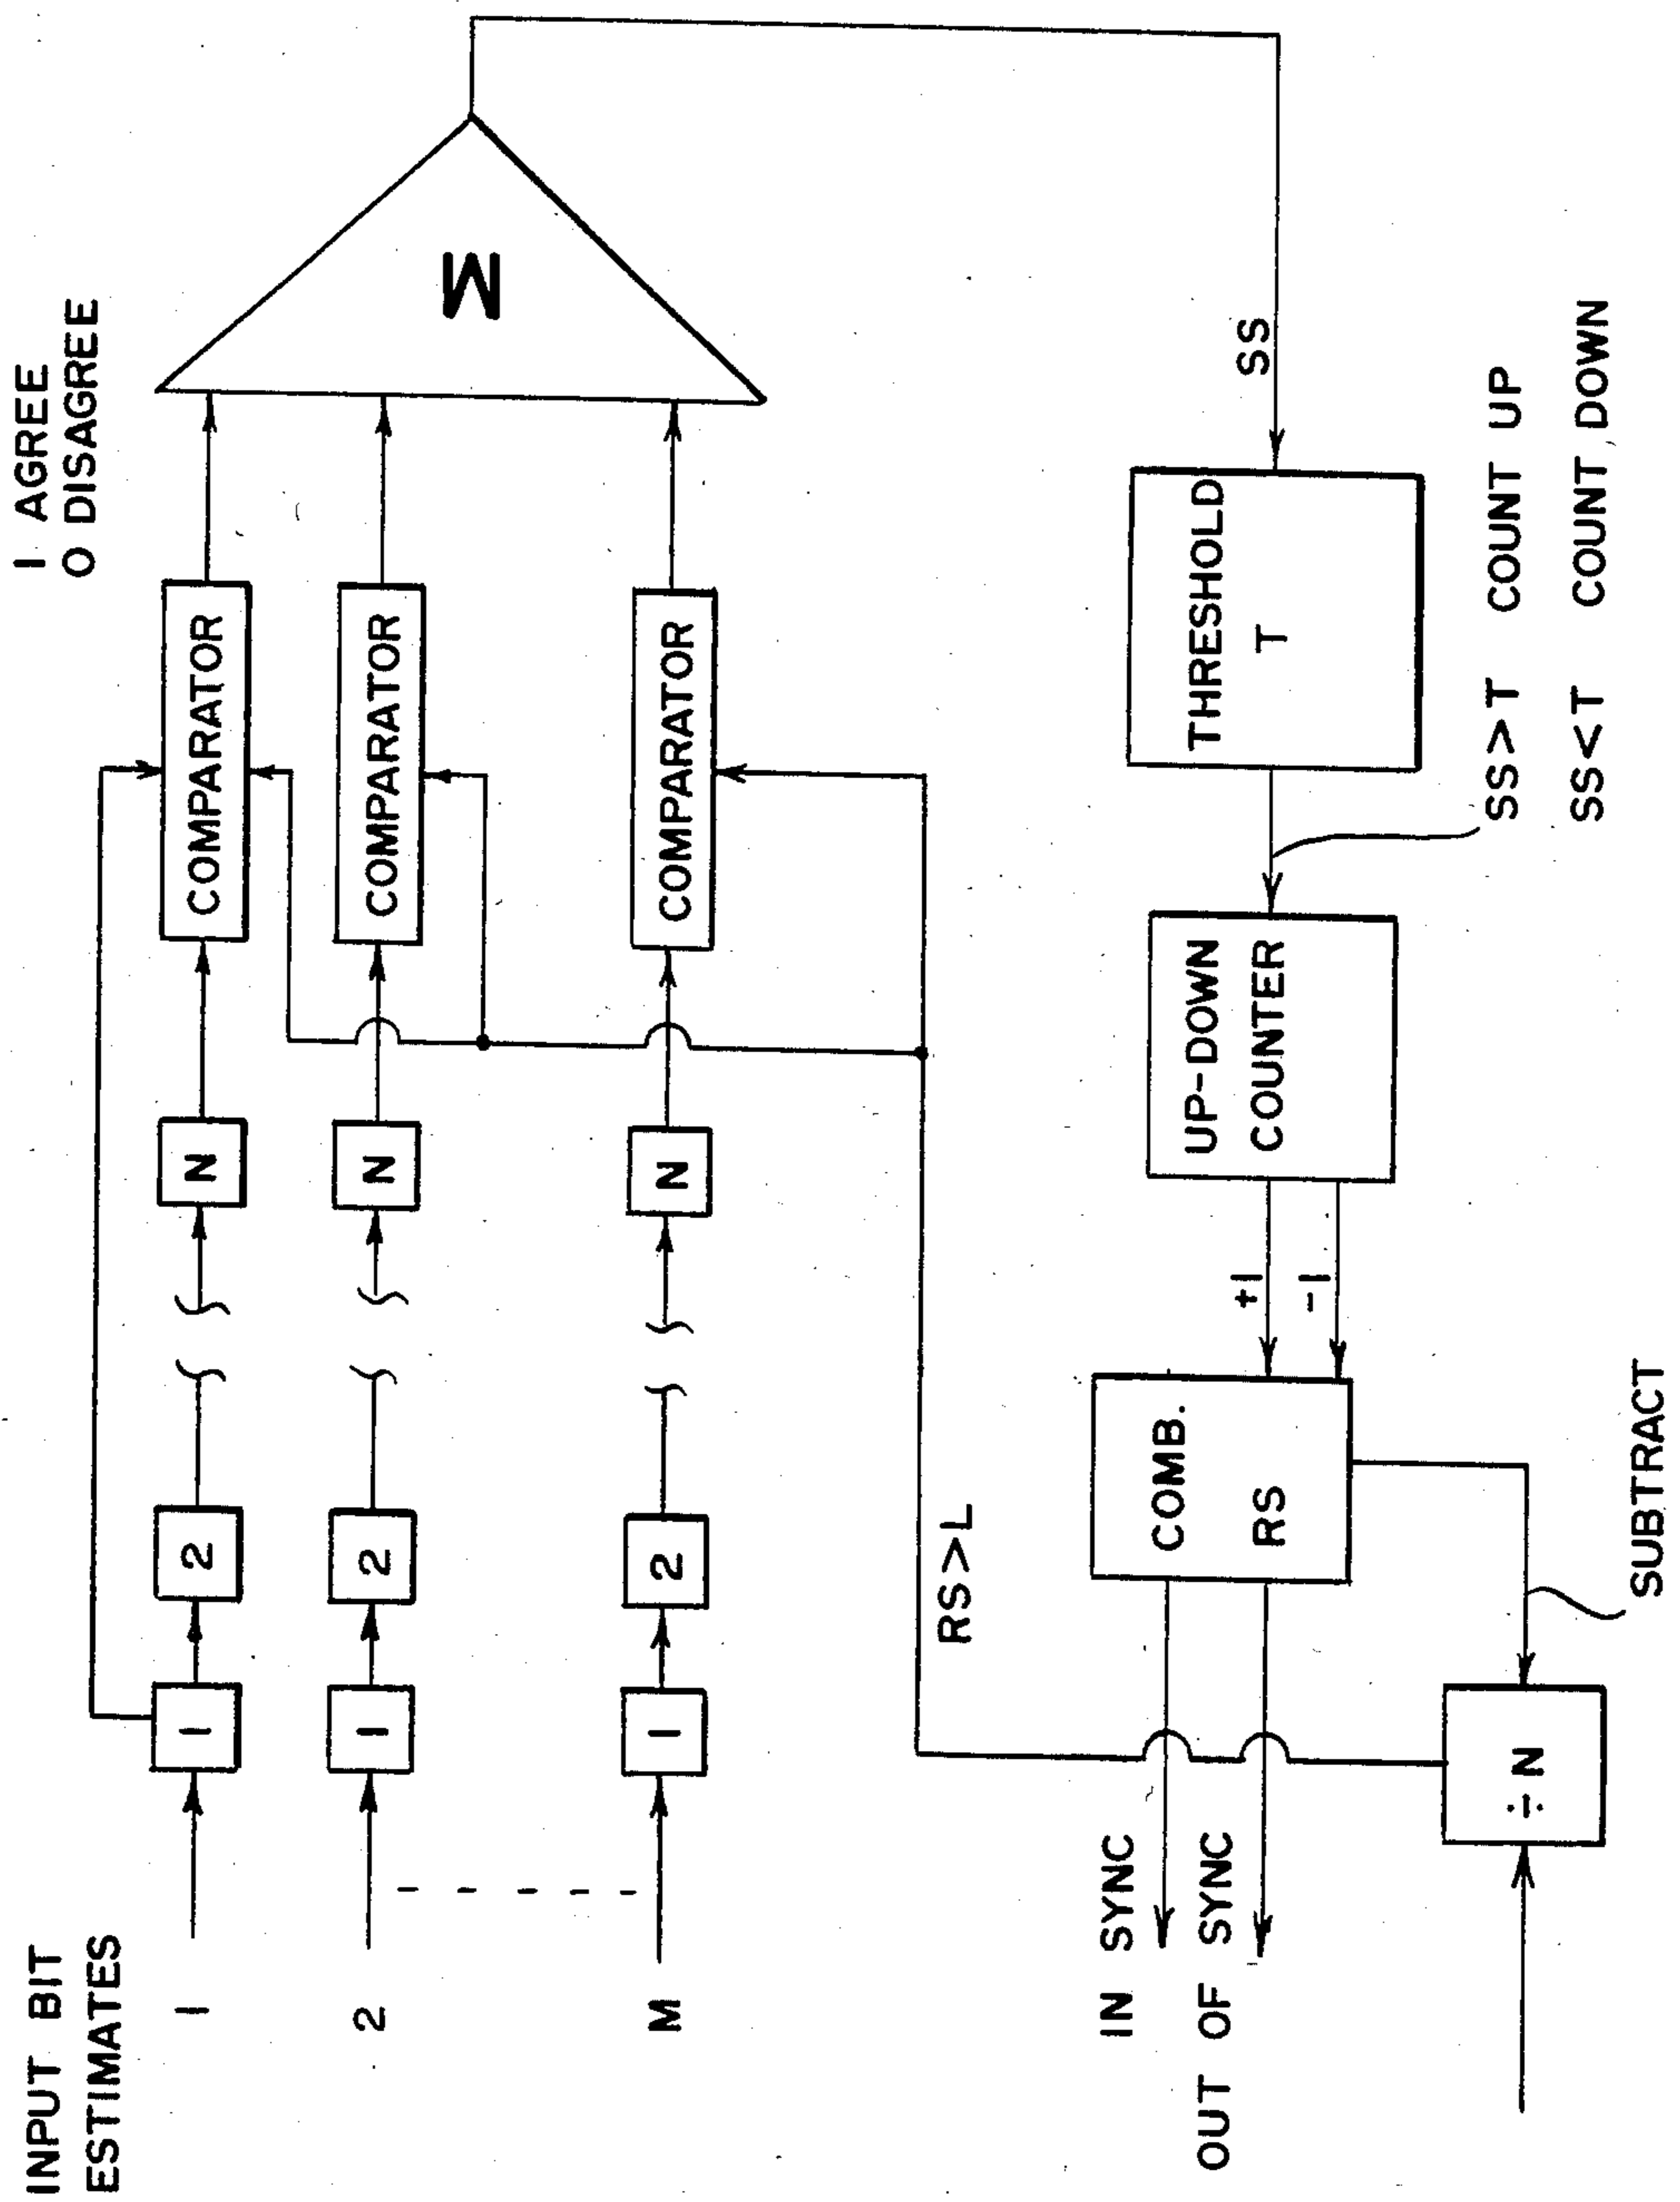 INPUT BIT
ESTIMATES
1 AGREE
0 DISAGREE
1
1
2
N
COMPARATOR
2
1
2
N
COMPARATOR
Σ
M
1
2
N
COMPARATOR
RS>L
IN SYNC
OUT OF SYNC
COMB.
RS
+1
-1
UP-DOWN
COUNTER
THRESHOLD
T
SS
÷N
SUBTRACT
SS>T COUNT UP
SS<T COUNT DOWN